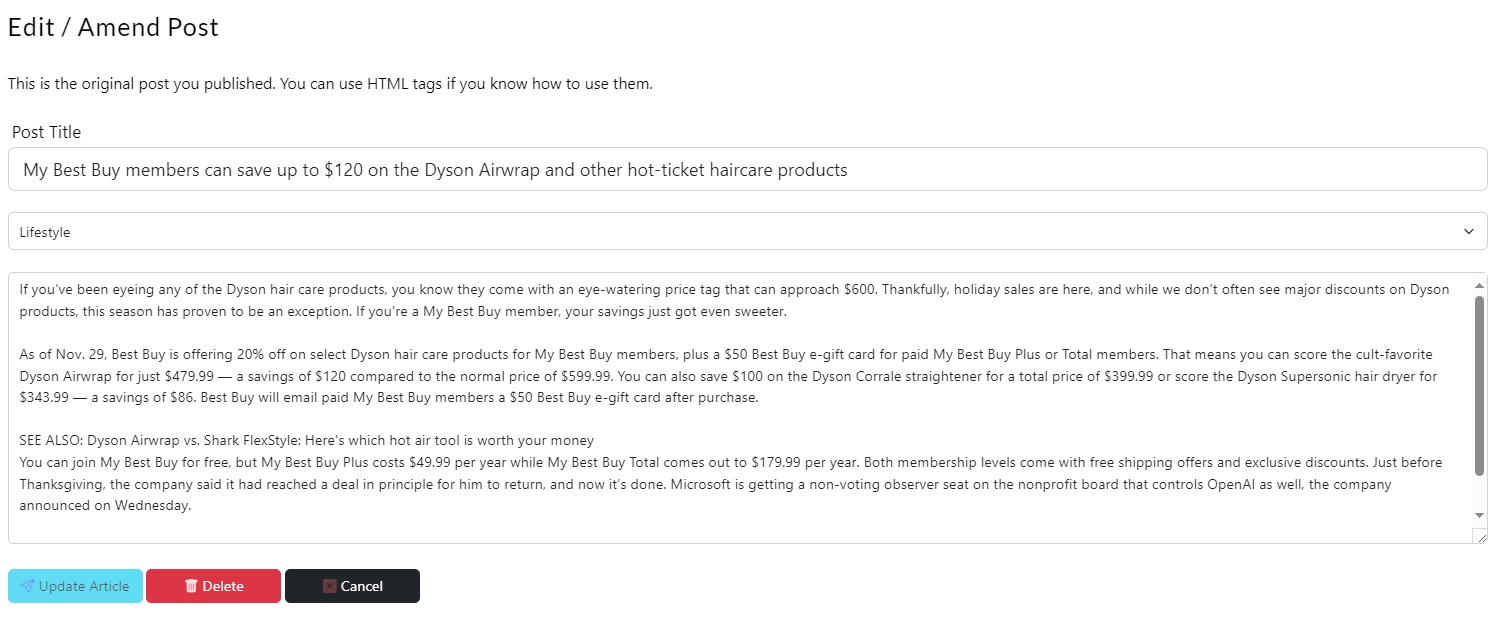 Edit / Amend Post
This is the original post you published. You can use HTML tags if you know how to use them.
Post Title
My Best Buy members can save up to $120 on the Dyson Airwrap and other hot-ticket haircare products
Lifestyle
If you've been eyeing any of the Dyson hair care products, you know they come with an eye-watering price tag that can approach $600. Thankfully, holiday sales are here, and while we don't often see major discounts on Dyson
products, this season has proven to be an exception. If you're a My Best Buy member, your savings just got even sweeter.
As of Nov. 29, Best Buy is offering 20% off on select Dyson hair care products for My Best Buy members, plus a $50 Best Buy e-gift card for paid My Best Buy Plus or Total members. That means you can score the cult-favorite
Dyson Airwrap for just $479.99 — a savings of $120 compared to the normal price of $599.99. You can also save $100 on the Dyson Corrale straightener for a total price of $399.99 or score the Dyson Supersonic hair dryer for
$343.99 — a savings of $86. Best Buy will email paid My Best Buy members a $50 Best Buy e-gift card after purchase.
SEE ALSO: Dyson Airwrap vs. Shark FlexStyle: Here's which hot air tool is worth your money
You can join My Best Buy for free, but My Best Buy Plus costs $49.99 per year while My Best Buy Total comes out to $179.99 per year. Both membership levels come with free shipping offers and exclusive discounts. Just before
Thanksgiving, the company said it had reached a deal in principle for him to return, and now it’s done. Microsoft is getting a non-voting observer seat on the nonprofit board that controls OpenAI as well, the company
announced on Wednesday.
Update Article
Delete
Cancel